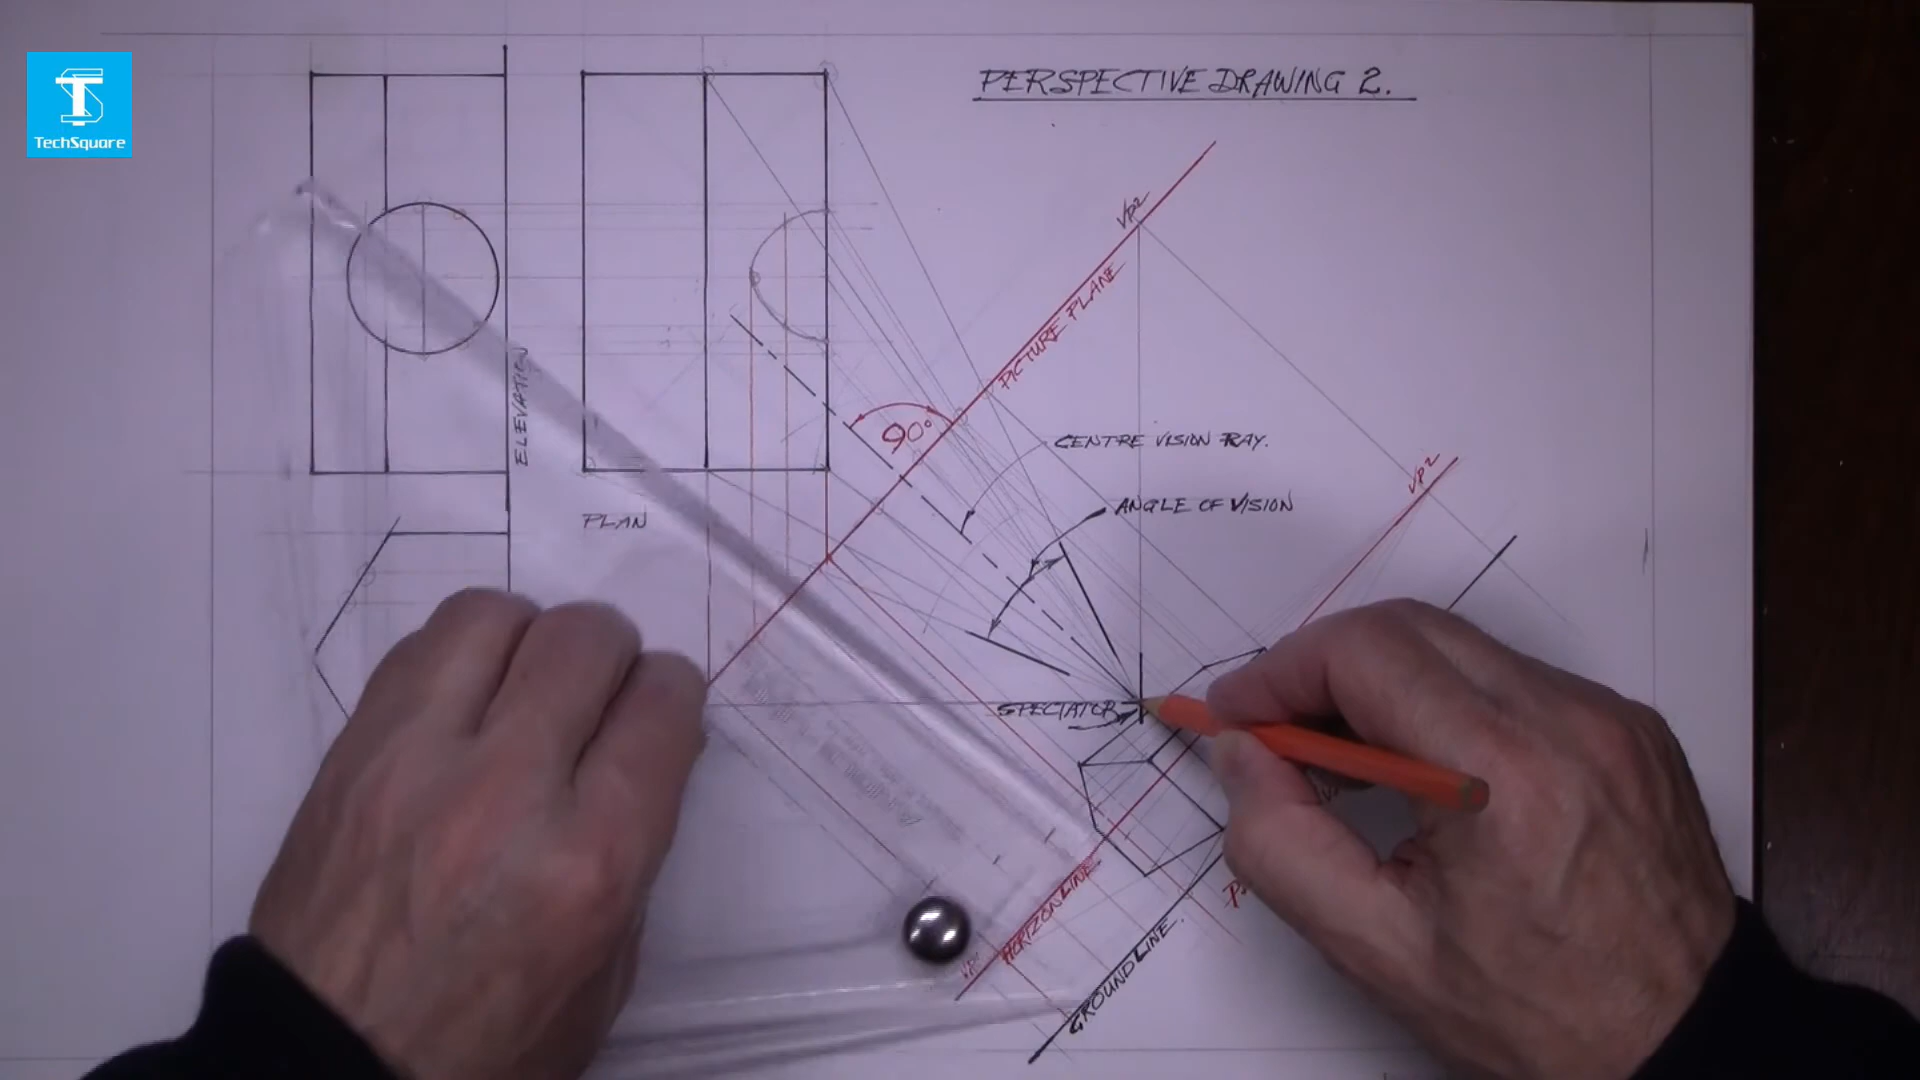 TechSquare
PERSPECTIVE DRAWING 2.
VP2
PICTURE PLANE
90°
ELEVATION
CENTRE VISION RAY.
VP2
ANGLE OF VISION
PLAN
SPECTATOR
HORIZON LINE.
VP1
GROUND LINE.